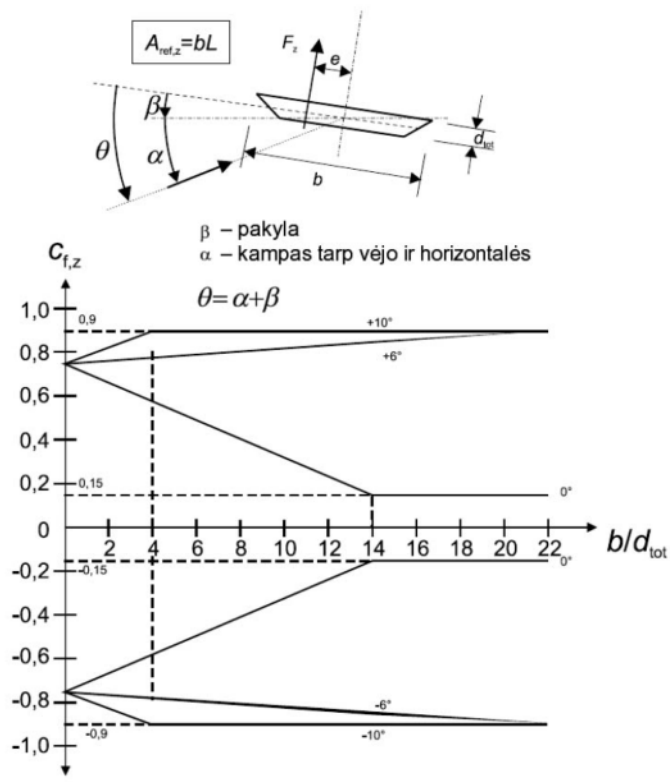 A_ref,z=bL
F_z
e
β
θ
α
b
d_tot
β – pakyla
α – kampas tarp vėjo ir horizontalės
θ=α+β
c_f,z
1,0
0,9
+10°
0,8
+6°
0,6
0,4
0,2
0,15
0°
0
2 4 6 8 10 12 14 16 18 20 22
b/d_tot
-0,15
0°
-0,2
-0,4
-0,6
-0,8
-6°
-0,9
-10°
-1,0